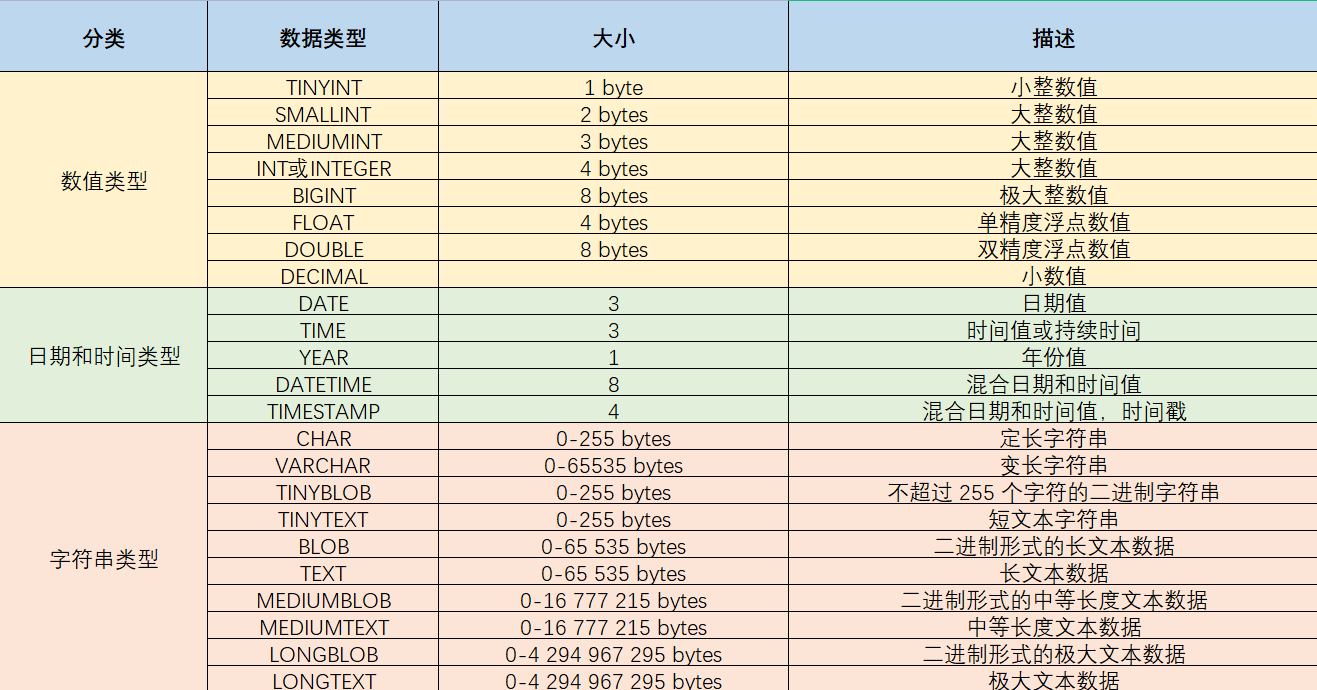 分类 数据类型 大小 描述
TINYINT 1 byte 小整数值
SMALLINT 2 bytes 大整数值
MEDIUMINT 3 bytes 大整数值
INT或INTEGER 4 bytes 大整数值
数值类型
BIGINT 8 bytes 极大整数值
FLOAT 4 bytes 单精度浮点数值
DOUBLE 8 bytes 双精度浮点数值
DECIMAL 小数值
DATE 3 日期值
TIME 3 时间值或持续时间
日期和时间类型 YEAR 1 年份值
DATETIME 8 混合日期和时间值
TIMESTAMP 4 混合日期和时间值，时间戳
CHAR 0-255 bytes 定长字符串
VARCHAR 0-65535 bytes 变长字符串
TINYBLOB 0-255 bytes 不超过 255 个字符的二进制字符串
TINYTEXT 0-255 bytes 短文本字符串
BLOB 0-65 535 bytes 二进制形式的长文本数据
字符串类型
TEXT 0-65 535 bytes 长文本数据
MEDIUMBLOB 0-16 777 215 bytes 二进制形式的中等长度文本数据
MEDIUMTEXT 0-16 777 215 bytes 中等长度文本数据
LONGBLOB 0-4 294 967 295 bytes 二进制形式的极大文本数据
LONGTEXT 0-4 294 967 295 bytes 极大文本数据